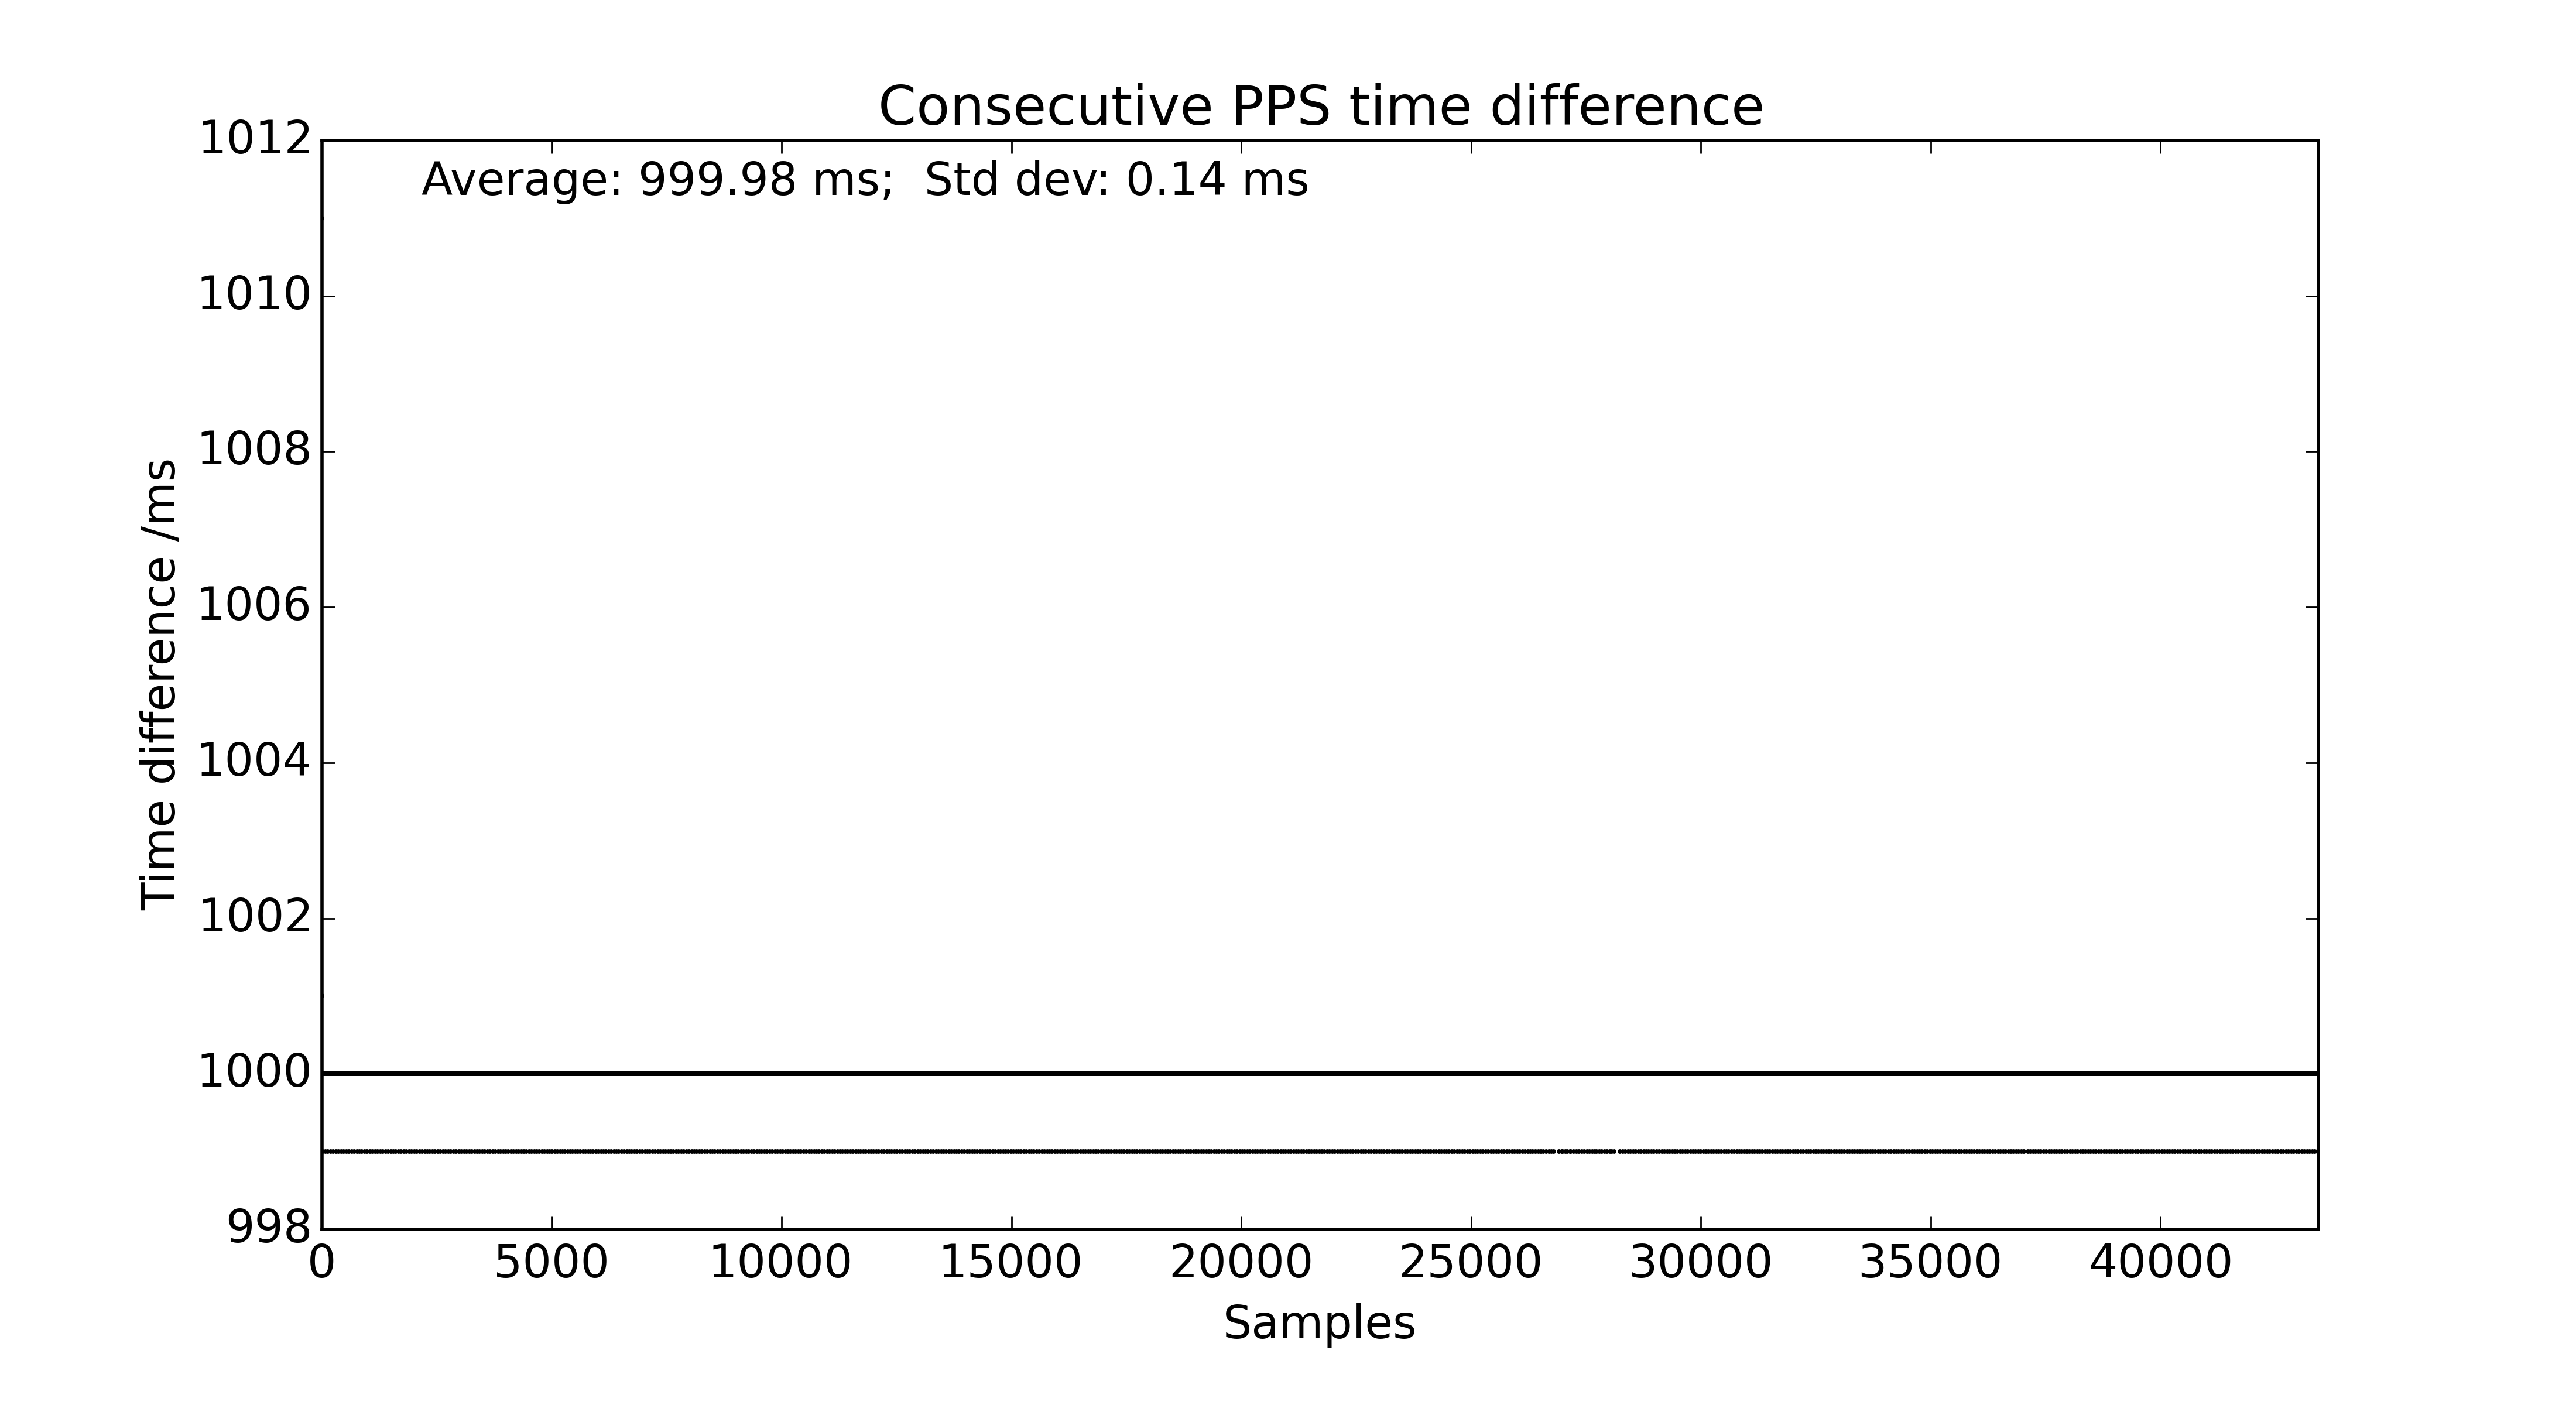 Consecutive PPS time difference
Average: 999.98 ms;  Std dev: 0.14 ms
1012
1010
1008
1006
1004
1002
1000
998
Time difference /ms
0 5000 10000 15000 20000 25000 30000 35000 40000
Samples